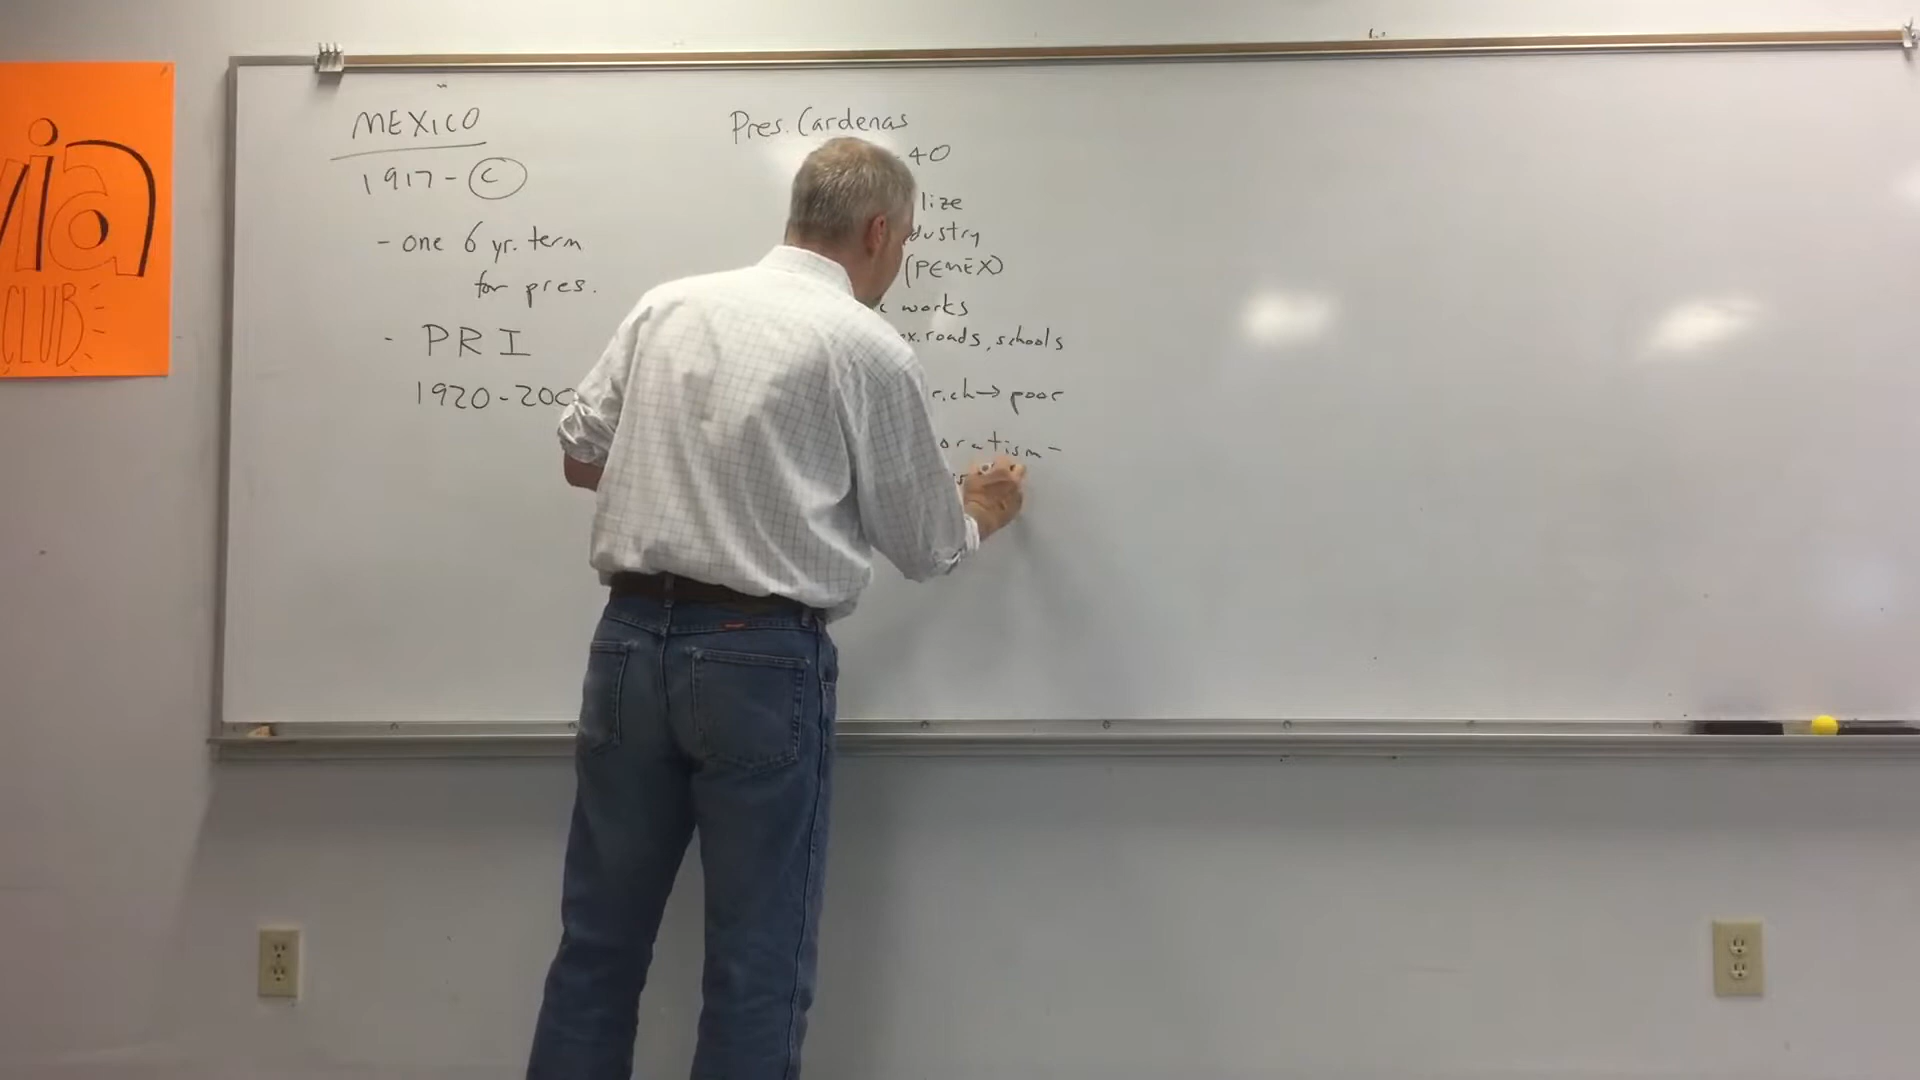 MEXICO
1917 - C
- one 6 yr. term
for pres.
- PRI
1920 - 200
Pres. Cardenas
40
lize
dustry
(PEMEX)
works
ex. roads, schools
rich → poor
oratism -
via
CLUB